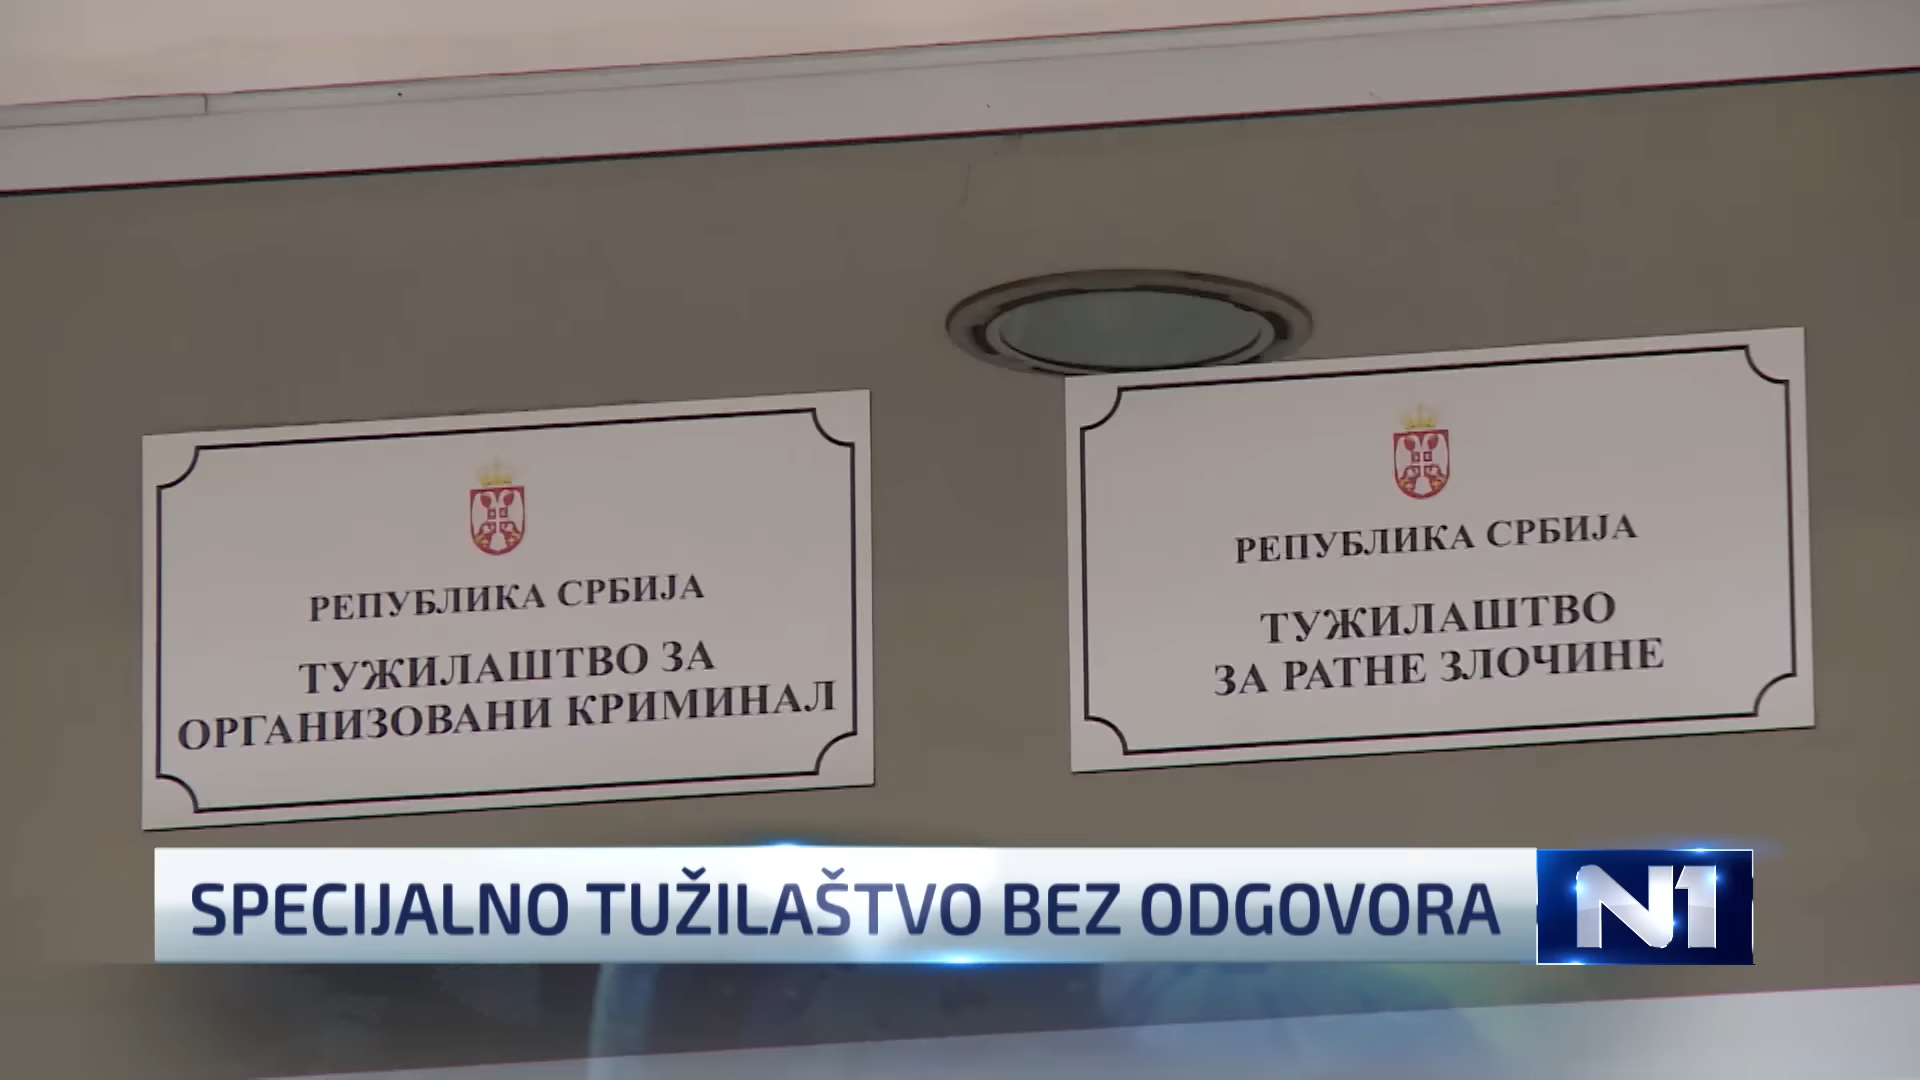 РЕПУБЛИКА СРБИЈА
ТУЖИЛАШТВО ЗА
ОРГАНИЗОВАНИ КРИМИНАЛ
РЕПУБЛИКА СРБИЈА
ТУЖИЛАШТВО
ЗА РАТНЕ ЗЛОЧИНЕ
SPECIJALNO TUŽILAŠTVO BEZ ODGOVORA
N1